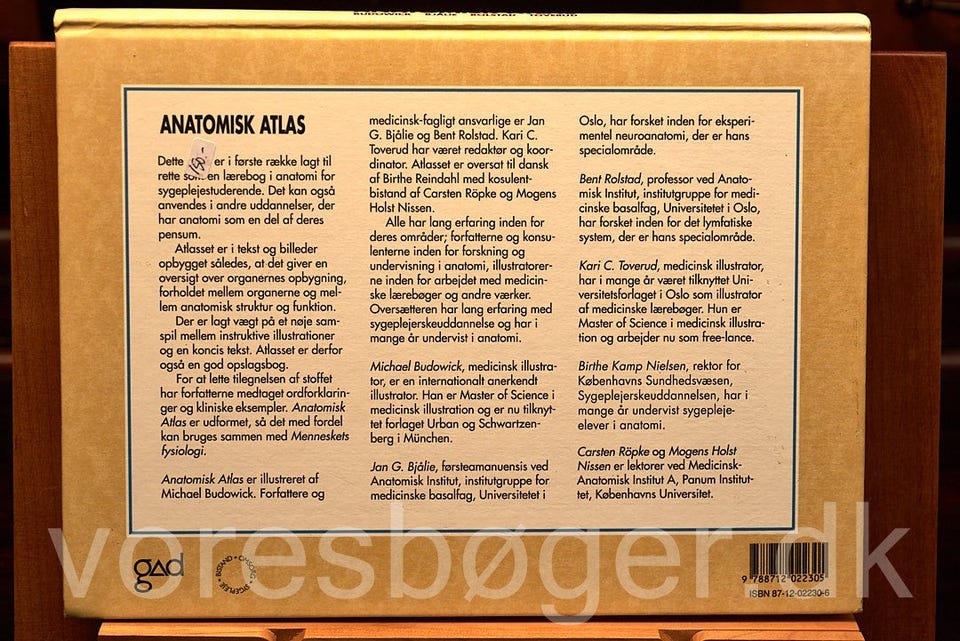 BUDOWICK BJÅLIE ROLSTAD TOVERUD
ANATOMISK ATLAS
Dette er i første række lagt til
rette som en lærebog i anatomi for
sygeplejestuderende. Det kan også
anvendes i andre uddannelser, der
har anatomi som en del af deres
pensum.
Atlasset er i tekst og billeder
opbygget således, at det giver en
oversigt over organernes opbygning,
forholdet mellem organerne og mel-
lem anatomisk struktur og funktion.
Der er lagt vægt på et nøje sam-
spil mellem instruktive illustrationer
og en koncis tekst. Atlasset er derfor
også en god opslagsbog.
For at lette tilegnelsen af stoffet
har forfatterne medtaget ordforklarin-
ger og kliniske eksempler. Anatomisk
Atlas er udformet, så det med fordel
kan bruges sammen med Menneskets
fysiologi.
Anatomisk Atlas er illustreret af
Michael Budowick. Forfattere og
medicinsk-fagligt ansvarlige er Jan
G. Bjålie og Bent Rolstad. Kari C.
Toverud har været redaktør og koor-
dinator. Atlasset er oversat til dansk
af Birthe Reindahl med kosulent-
bistand af Carsten Röpke og Mogens
Holst Nissen.
Alle har lang erfaring inden for
deres områder; forfatterne og konsu-
lenterne inden for forskning og
undervisning i anatomi, illustratorer-
ne inden for arbejdet med medicin-
ske lærebøger og andre værker.
Oversætteren har lang erfaring med
sygeplejerskeuddannelse og har i
mange år undervist i anatomi.
Michael Budowick, medicinsk illustra-
tor, er en internationalt anerkendt
illustrator. Han er Master of Science i
medicinsk illustration og er nu tilknyt-
tet forlaget Urban og Schwartzen-
berg i München.
Jan G. Bjålie, førsteamanuensis ved
Anatomisk Institut, institutgruppe for
medicinske basalfag, Universitetet i
Oslo, har forsket inden for eksperi-
mentel neuroanatomi, der er hans
specialområde.
Bent Rolstad, professor ved Anato-
misk Institut, institutgruppe for medi-
cinske basalfag, Universitetet i Oslo,
har forsket inden for det lymfatiske
system, der er hans specialområde.
Kari C. Toverud, medicinsk illustrator,
har i mange år været tilknyttet Uni-
versitetsforlaget i Oslo som illustrator
af medicinske lærebøger. Hun er
Master of Science i medicinsk illustra-
tion og arbejder nu som free-lance.
Birthe Kamp Nielsen, rektor for
Københavns Sundhedsvæsen,
Sygeplejerskeuddannelsen, har i
mange år undervist sygepleje-
elever i anatomi.
Carsten Röpke og Mogens Holst
Nissen er lektorer ved Medicinsk-
Anatomisk Institut A, Panum Institut-
tet, Københavns Universitet.
150.-
voresbøger.dk
gad
BISTAND • OMSORG • SYGEPLEJE •
9 788712 022305
ISBN 87-12-02230-6